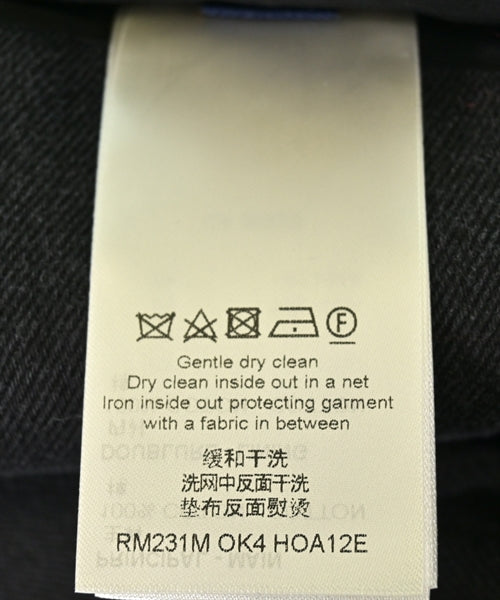 F
Gentle dry clean
Dry clean inside out in a net
Iron inside out protecting garment
with a fabric in between
缓和干洗
洗网中反面干洗
垫布反面熨烫
RM231M OK4 HOA12E